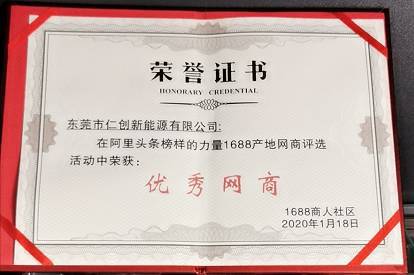 荣誉证书
HONORARY CREDENTIAL
东莞市仁创新能源有限公司:
在阿里头条榜样的力量1688产地网商评选
活动中荣获:
优秀网商
1688商人社区
2020年1月18日